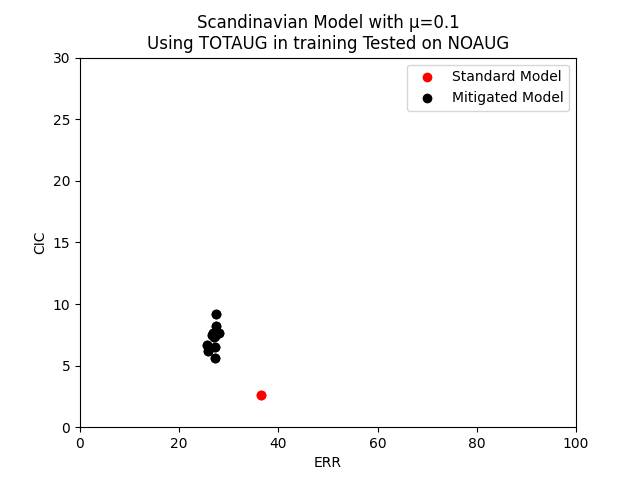 Scandinavian Model with μ=0.1
Using TOTAUG in training Tested on NOAUG
Standard Model
Mitigated Model
30
25
20
15
10
5
0
CIC
0 20 40 60 80 100
ERR